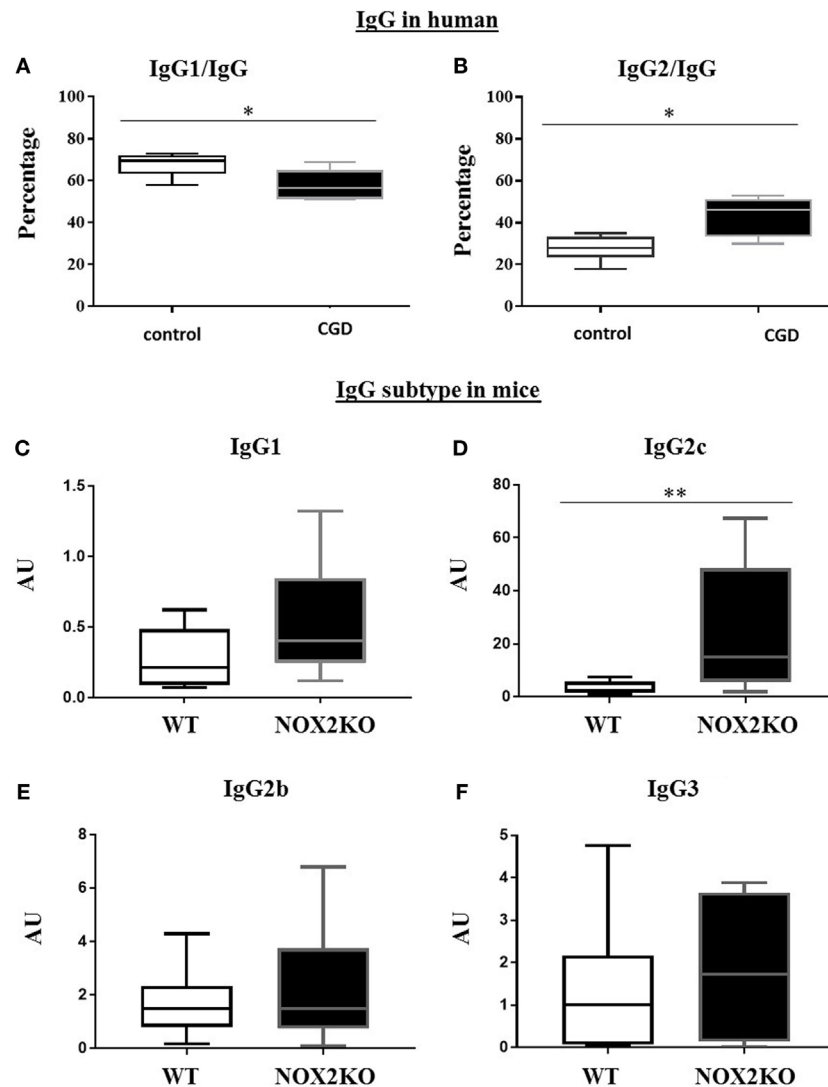 IgG in human
A
IgG1/IgG
Percentage
100
80
60
40
20
0
*
control
CGD
B
IgG2/IgG
Percentage
100
80
60
40
20
0
*
control
CGD
IgG subtype in mice
C
IgG1
AU
1.5
1.0
0.5
0.0
WT
NOX2KO
D
IgG2c
AU
80
60
40
20
0
**
WT
NOX2KO
E
IgG2b
AU
8
6
4
2
0
WT
NOX2KO
F
IgG3
AU
5
4
3
2
1
0
WT
NOX2KO